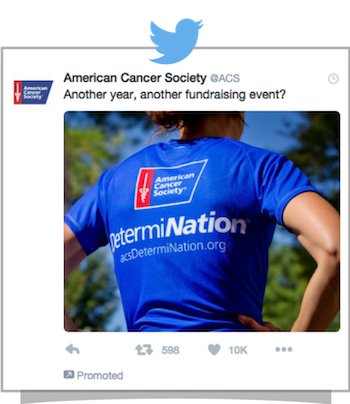 American Cancer Society @ACS
Another year, another fundraising event?
American
Cancer
Society
American
Cancer
Society®
DetermiNation
acsDetermiNation.org
598
10K
Promoted